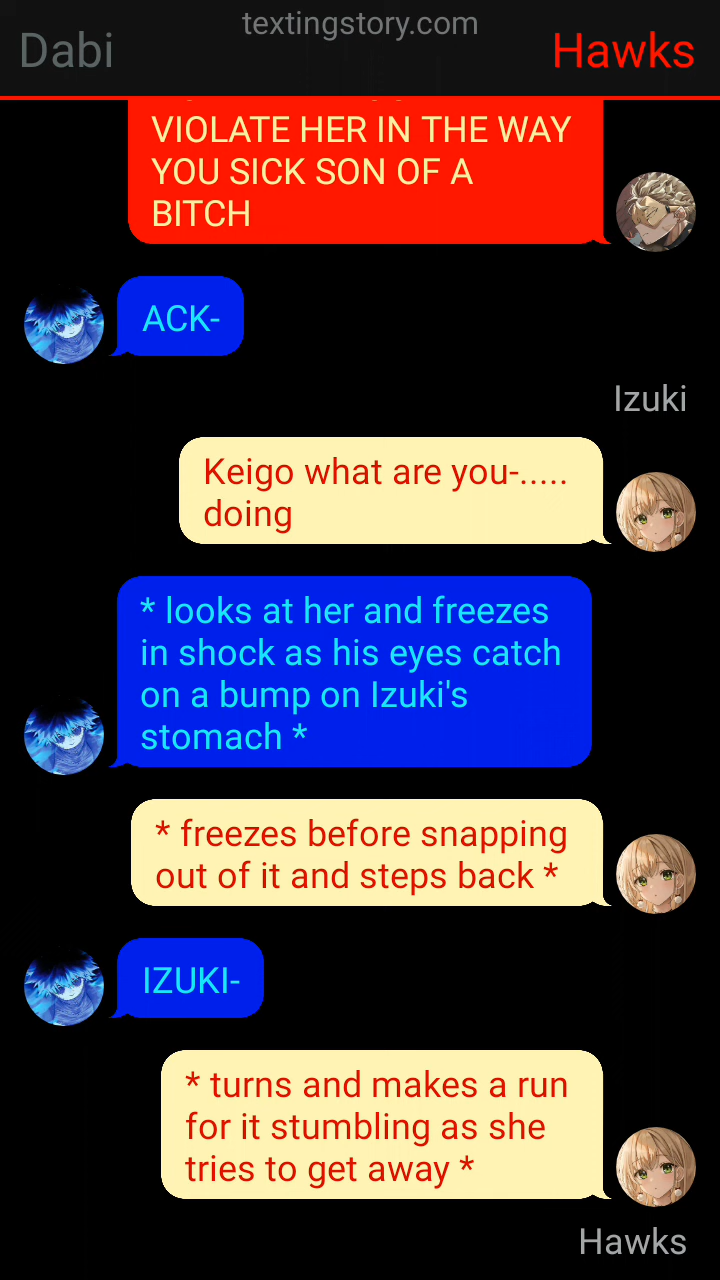 textingstory.com
Dabi
Hawks
VIOLATE HER IN THE WAY
YOU SICK SON OF A
BITCH
ACK-
Izuki
Keigo what are you-.....
doing
* looks at her and freezes
in shock as his eyes catch
on a bump on Izuki's
stomach *
* freezes before snapping
out of it and steps back *
IZUKI-
* turns and makes a run
for it stumbling as she
tries to get away *
Hawks